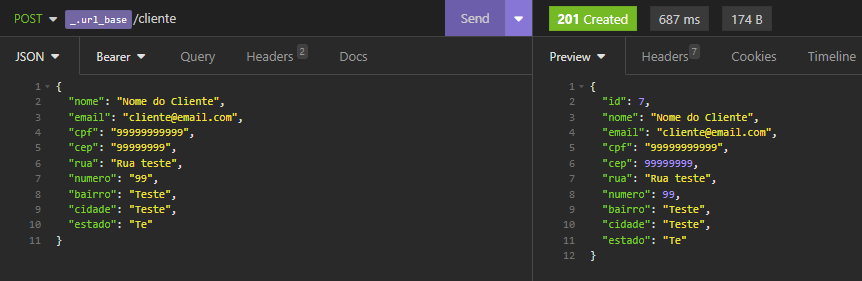 POST _.url_base /cliente Send
JSON Bearer Query Headers 2 Docs
1 {
2 "nome": "Nome do Cliente",
3 "email": "cliente@email.com",
4 "cpf": "99999999999",
5 "cep": "99999999",
6 "rua": "Rua teste",
7 "numero": "99",
8 "bairro": "Teste",
9 "cidade": "Teste",
10 "estado": "Te"
11 }
201 Created 687 ms 174 B
Preview Headers 7 Cookies Timeline
1 {
2 "id": 7,
3 "nome": "Nome do Cliente",
4 "email": "cliente@email.com",
5 "cpf": "99999999999",
6 "cep": 99999999,
7 "rua": "Rua teste",
8 "numero": 99,
9 "bairro": "Teste",
10 "cidade": "Teste",
11 "estado": "Te"
12 }